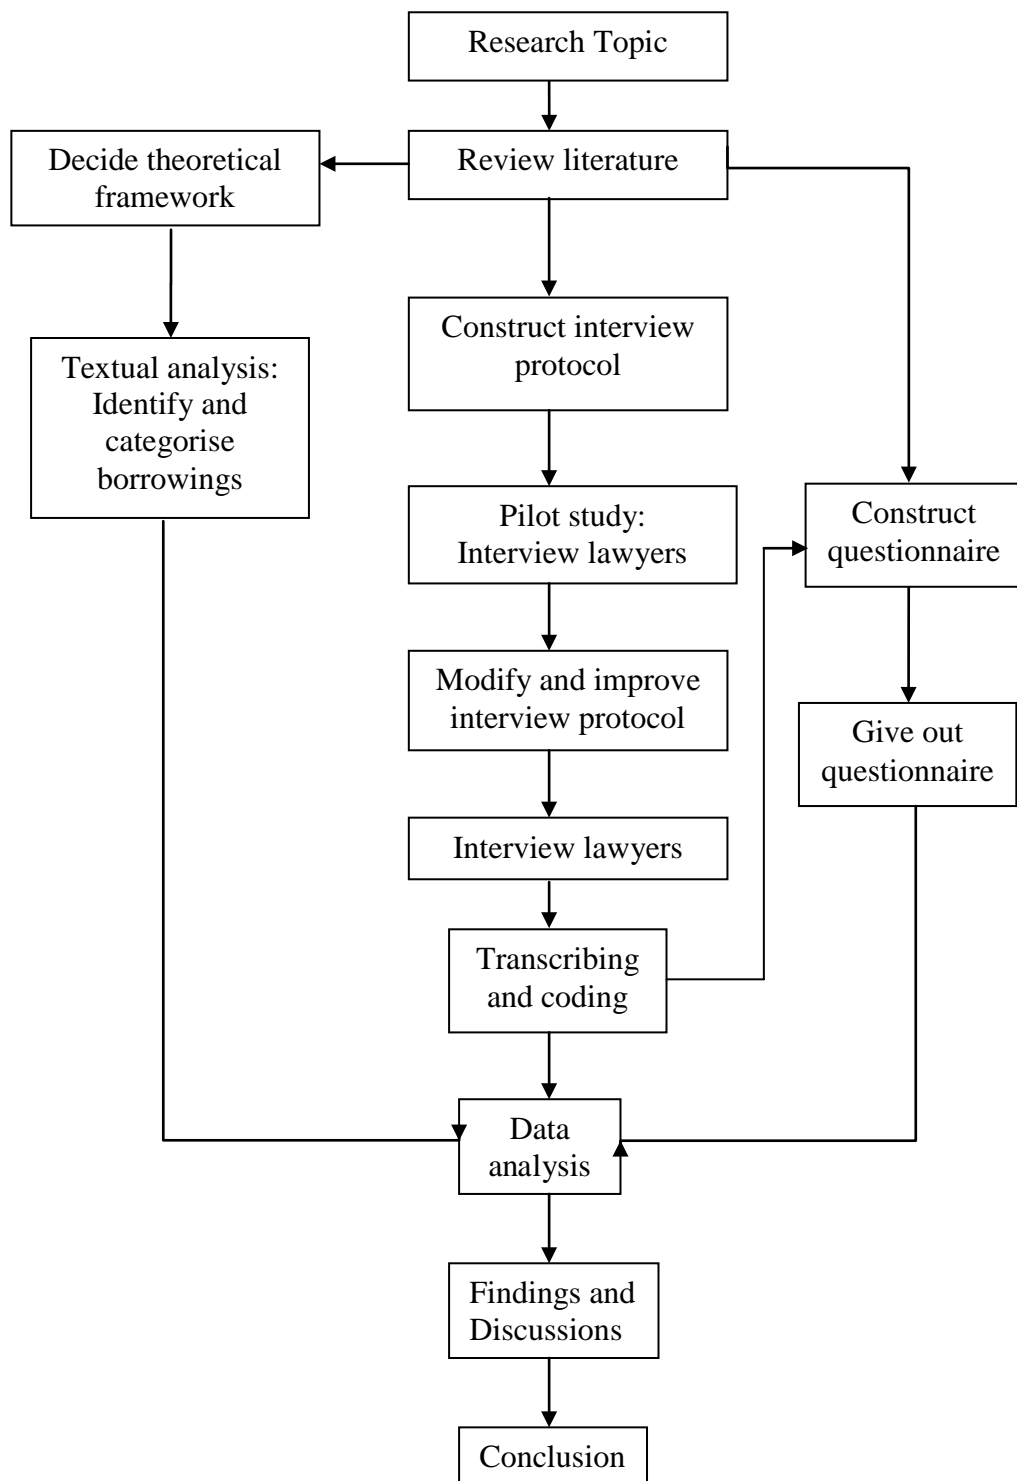 Research Topic
Review literature
Decide theoretical
framework
Construct interview
protocol
Textual analysis:
Identify and
categorise
borrowings
Pilot study:
Interview lawyers
Construct
questionnaire
Modify and improve
interview protocol
Give out
questionnaire
Interview lawyers
Transcribing
and coding
Data
analysis
Findings and
Discussions
Conclusion